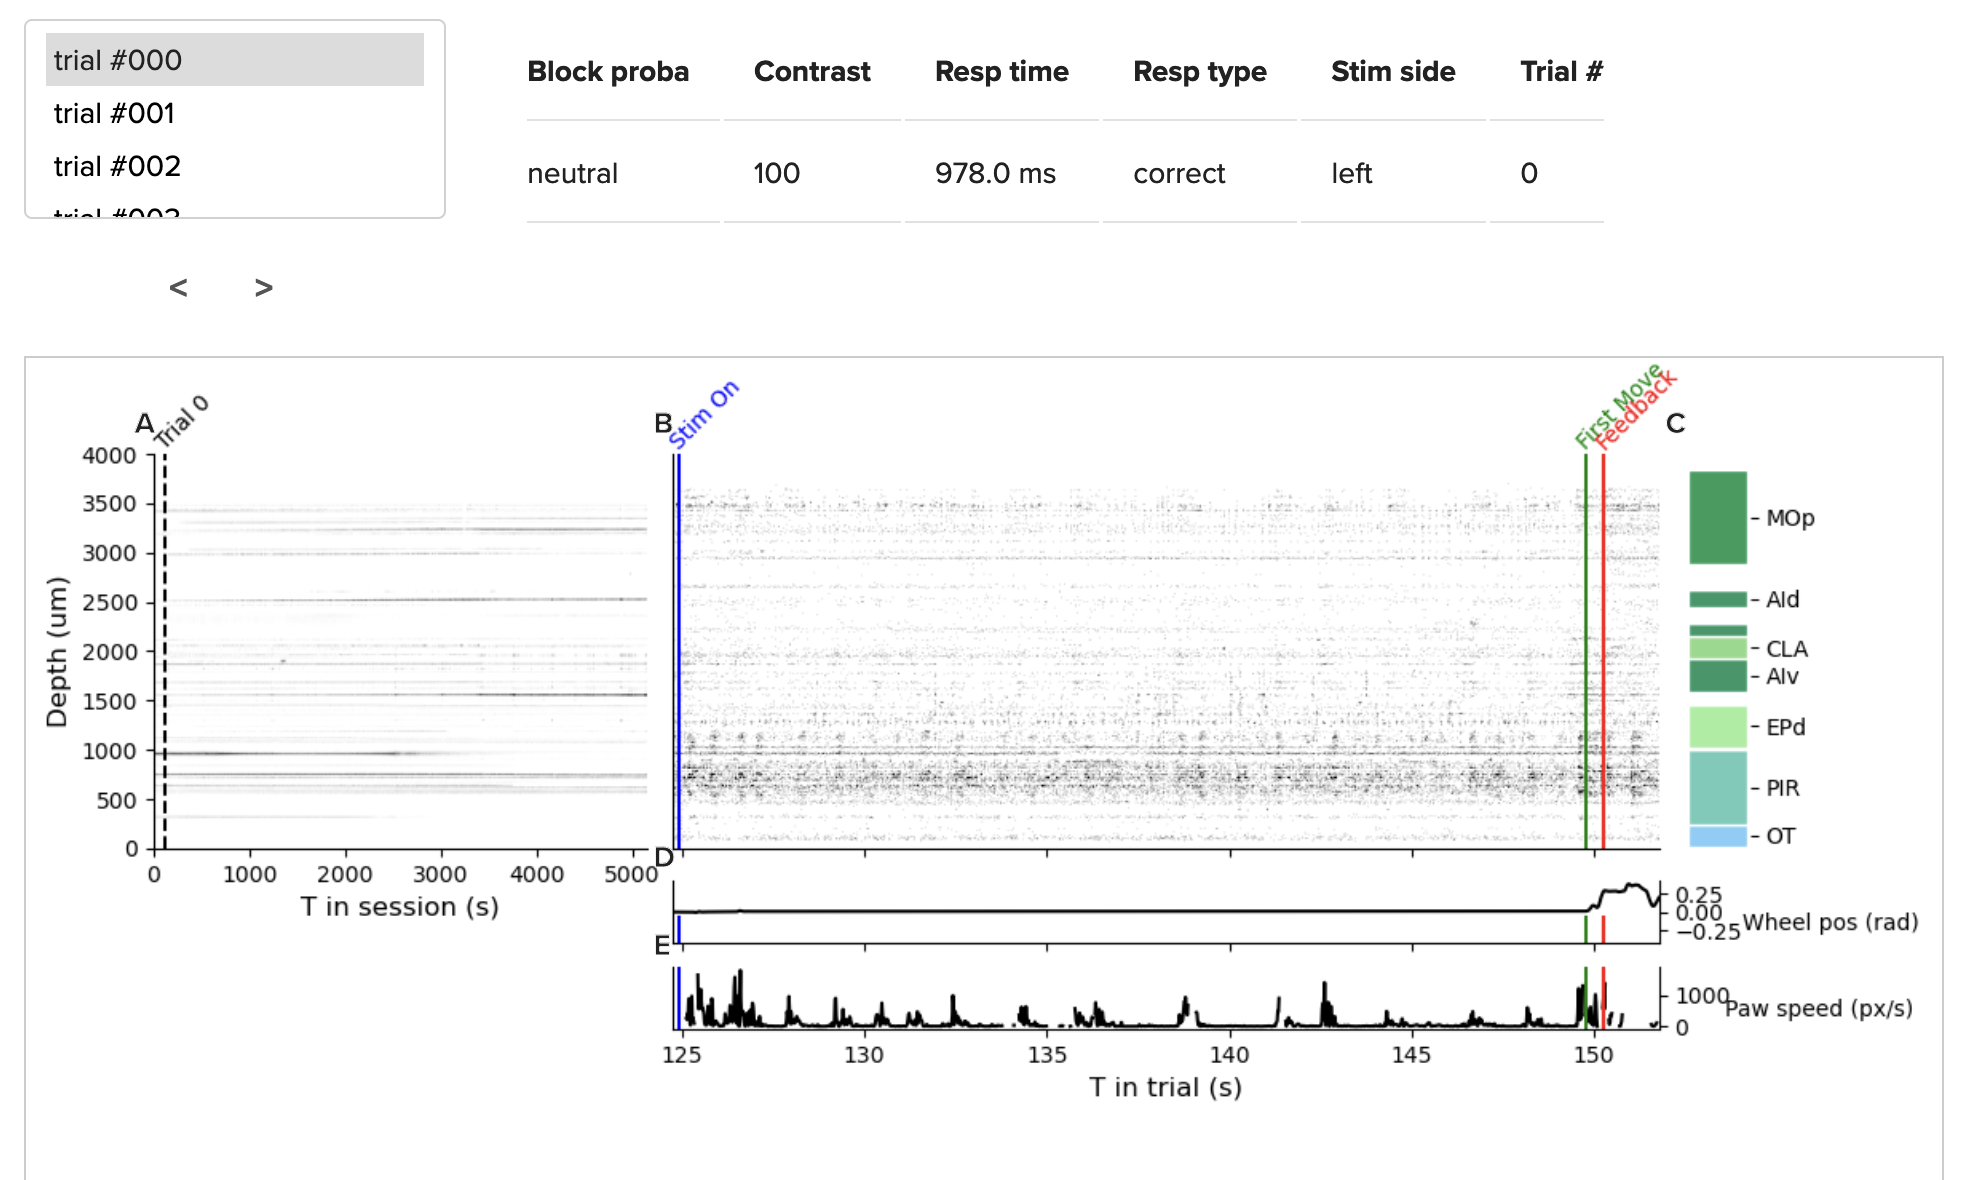 trial #000
trial #001
trial #002
trial #003
Block proba Contrast Resp time Resp type Stim side Trial #
neutral 100 978.0 ms correct left 0
< >
A
Trial 0
Depth (um)
4000
3500
3000
2500
2000
1500
1000
500
0
0 1000 2000 3000 4000 5000
T in session (s)
B
Stim On
First Move
Feedback
C
MOp
AId
CLA
AIv
EPd
PIR
OT
D
0.25
0.00
−0.25
Wheel pos (rad)
E
1000
0
Paw speed (px/s)
125 130 135 140 145 150
T in trial (s)